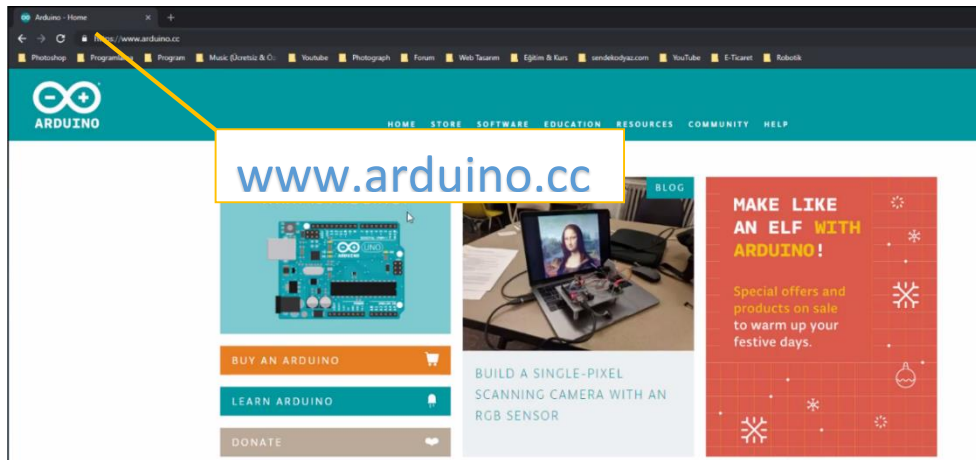 Arduino - Home
https://www.arduino.cc
Photoshop Programlama Program Music (Ücretsiz & Youtube Photograph Forum Web Tasarım Eğitim & Kurs sendekodyaz.com YouTube E-Ticaret Robotik
ARDUINO
HOME STORE SOFTWARE EDUCATION RESOURCES COMMUNITY HELP
www.arduino.cc
UNO
ARDUINO
BUY AN ARDUINO
LEARN ARDUINO
DONATE
BLOG
BUILD A SINGLE-PIXEL
SCANNING CAMERA WITH AN
RGB SENSOR
MAKE LIKE
AN ELF WITH
ARDUINO!
Special offers and
products on sale
to warm up your
festive days.